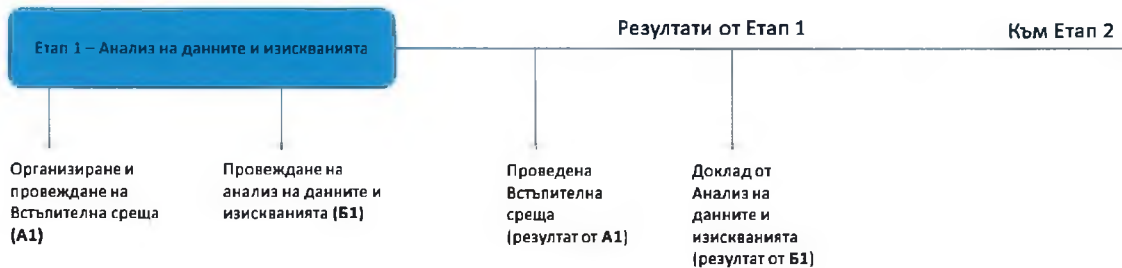 Етап 1 – Анализ на данните и изискванията
Резултати от Етап 1
Към Етап 2
Организиране и
провеждане на
Встъпителна среща
(А1)
Провеждане на
анализ на данните и
изискванията (Б1)
Проведена
Встъпителна
среща
(резултат от А1)
Доклад от
Анализ на
данните и
изискванията
(резултат от Б1)